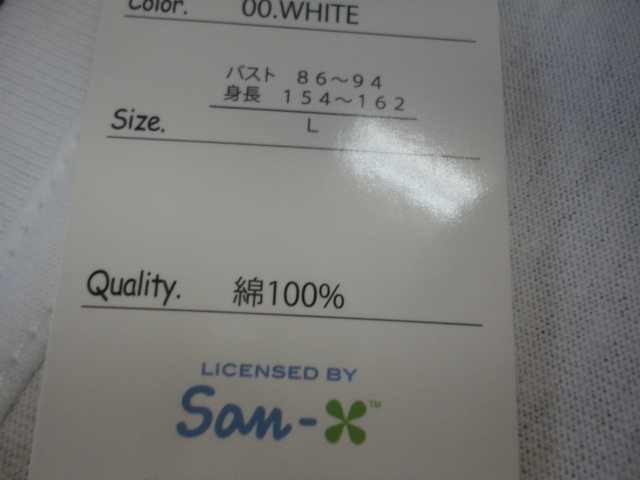 Color. 00.WHITE
バスト 86～94
身長 154～162
Size. L
Quality. 綿100%
LICENSED BY
San-X™